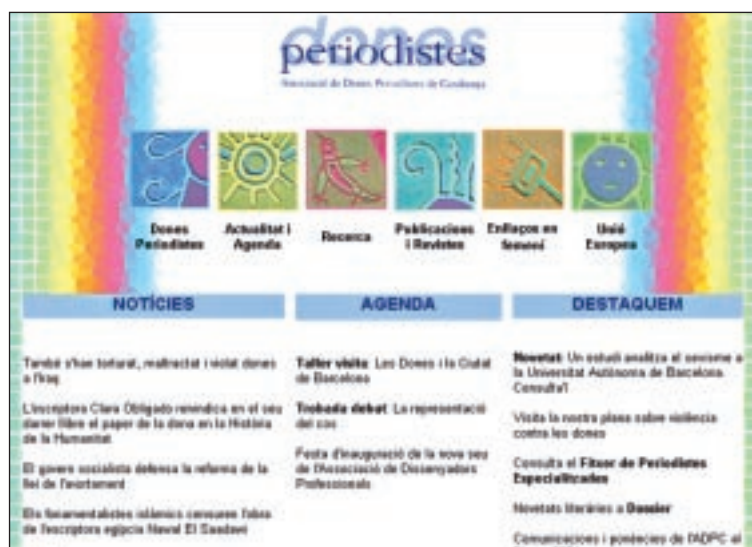 dones
periodistes
Associació de Dones Periodistes de Catalunya
Dones
Periodistes
Actualitat i
Agenda
Recerca
Publicacions
i Revistes
Enllaços en
femení
Unió
Europea
NOTÍCIES
També s'han torturat, maltractat i violat dones
a l'Iraq
L'escriptora Clara Obligado reivindica en el seu
darrer llibre el paper de la dona en la Història
de la Humanitat
El govern socialista defensa la reforma de la
llei de l'avortament
Els fonamentalistes islàmics censuren l'obra
de l'escriptora egípcia Nawal El Saadawi
AGENDA
Taller visita: Les Dones i la Ciutat
de Barcelona
Trobada debat: La representació
del cos
Festa d'inauguració de la nova seu
de l'Associació de Dissenyadors
Professionals
DESTAQUEM
Novetat: Un estudi analitza el sexisme a
la Universitat Autònoma de Barcelona.
Consulta'l
Visita la nostra plana sobre violència
contra les dones
Consulta el Fitxer de Periodistes
Especialitzades
Novetats literàries a Dossier
Comunicacions i ponències de l'ADPC al